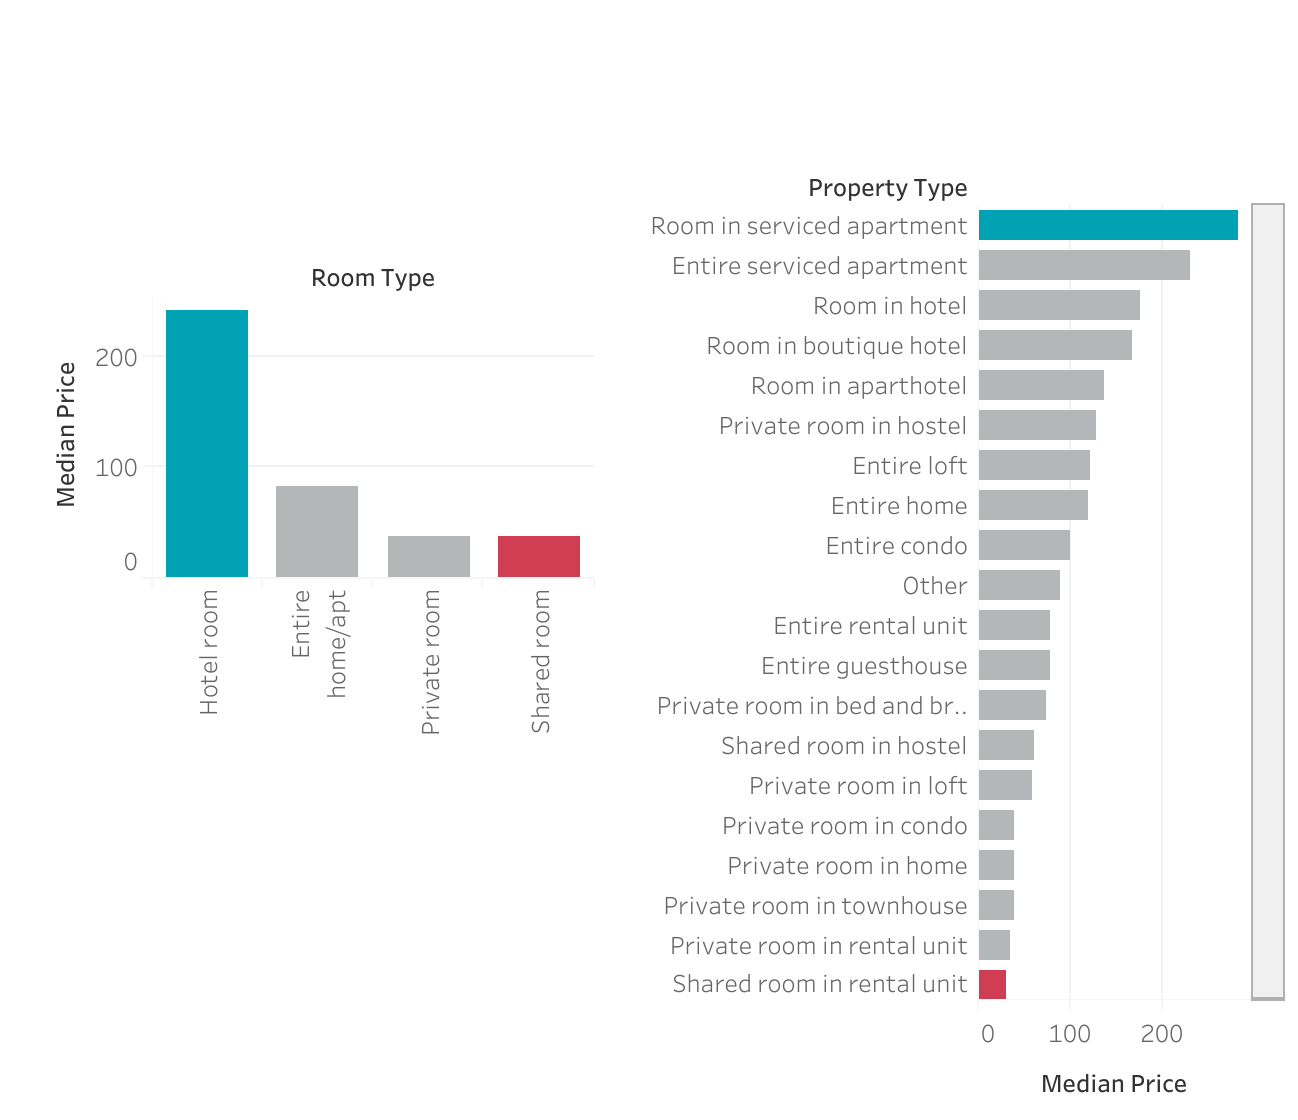 Room Type
Median Price
200
100
0
Hotel room
Entire
home/apt
Private room
Shared room
Property Type
Room in serviced apartment
Entire serviced apartment
Room in hotel
Room in boutique hotel
Room in aparthotel
Private room in hostel
Entire loft
Entire home
Entire condo
Other
Entire rental unit
Entire guesthouse
Private room in bed and br..
Shared room in hostel
Private room in loft
Private room in condo
Private room in home
Private room in townhouse
Private room in rental unit
Shared room in rental unit
0 100 200
Median Price